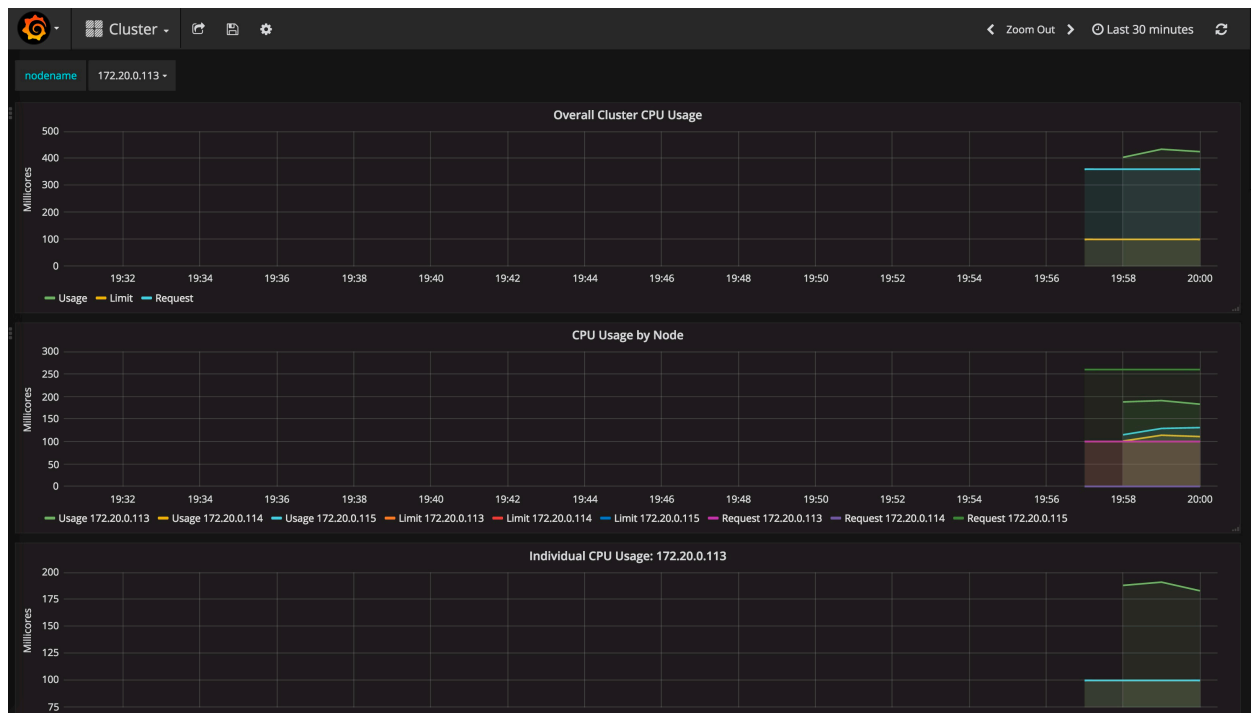 Cluster
Zoom Out
Last 30 minutes
nodename 172.20.0.113
Overall Cluster CPU Usage
Millicores
500
400
300
200
100
0
19:32 19:34 19:36 19:38 19:40 19:42 19:44 19:46 19:48 19:50 19:52 19:54 19:56 19:58 20:00
Usage Limit Request
CPU Usage by Node
Millicores
300
250
200
150
100
50
0
19:32 19:34 19:36 19:38 19:40 19:42 19:44 19:46 19:48 19:50 19:52 19:54 19:56 19:58 20:00
Usage 172.20.0.113 Usage 172.20.0.114 Usage 172.20.0.115 Limit 172.20.0.113 Limit 172.20.0.114 Limit 172.20.0.115 Request 172.20.0.113 Request 172.20.0.114 Request 172.20.0.115
Individual CPU Usage: 172.20.0.113
Millicores
200
175
150
125
100
75